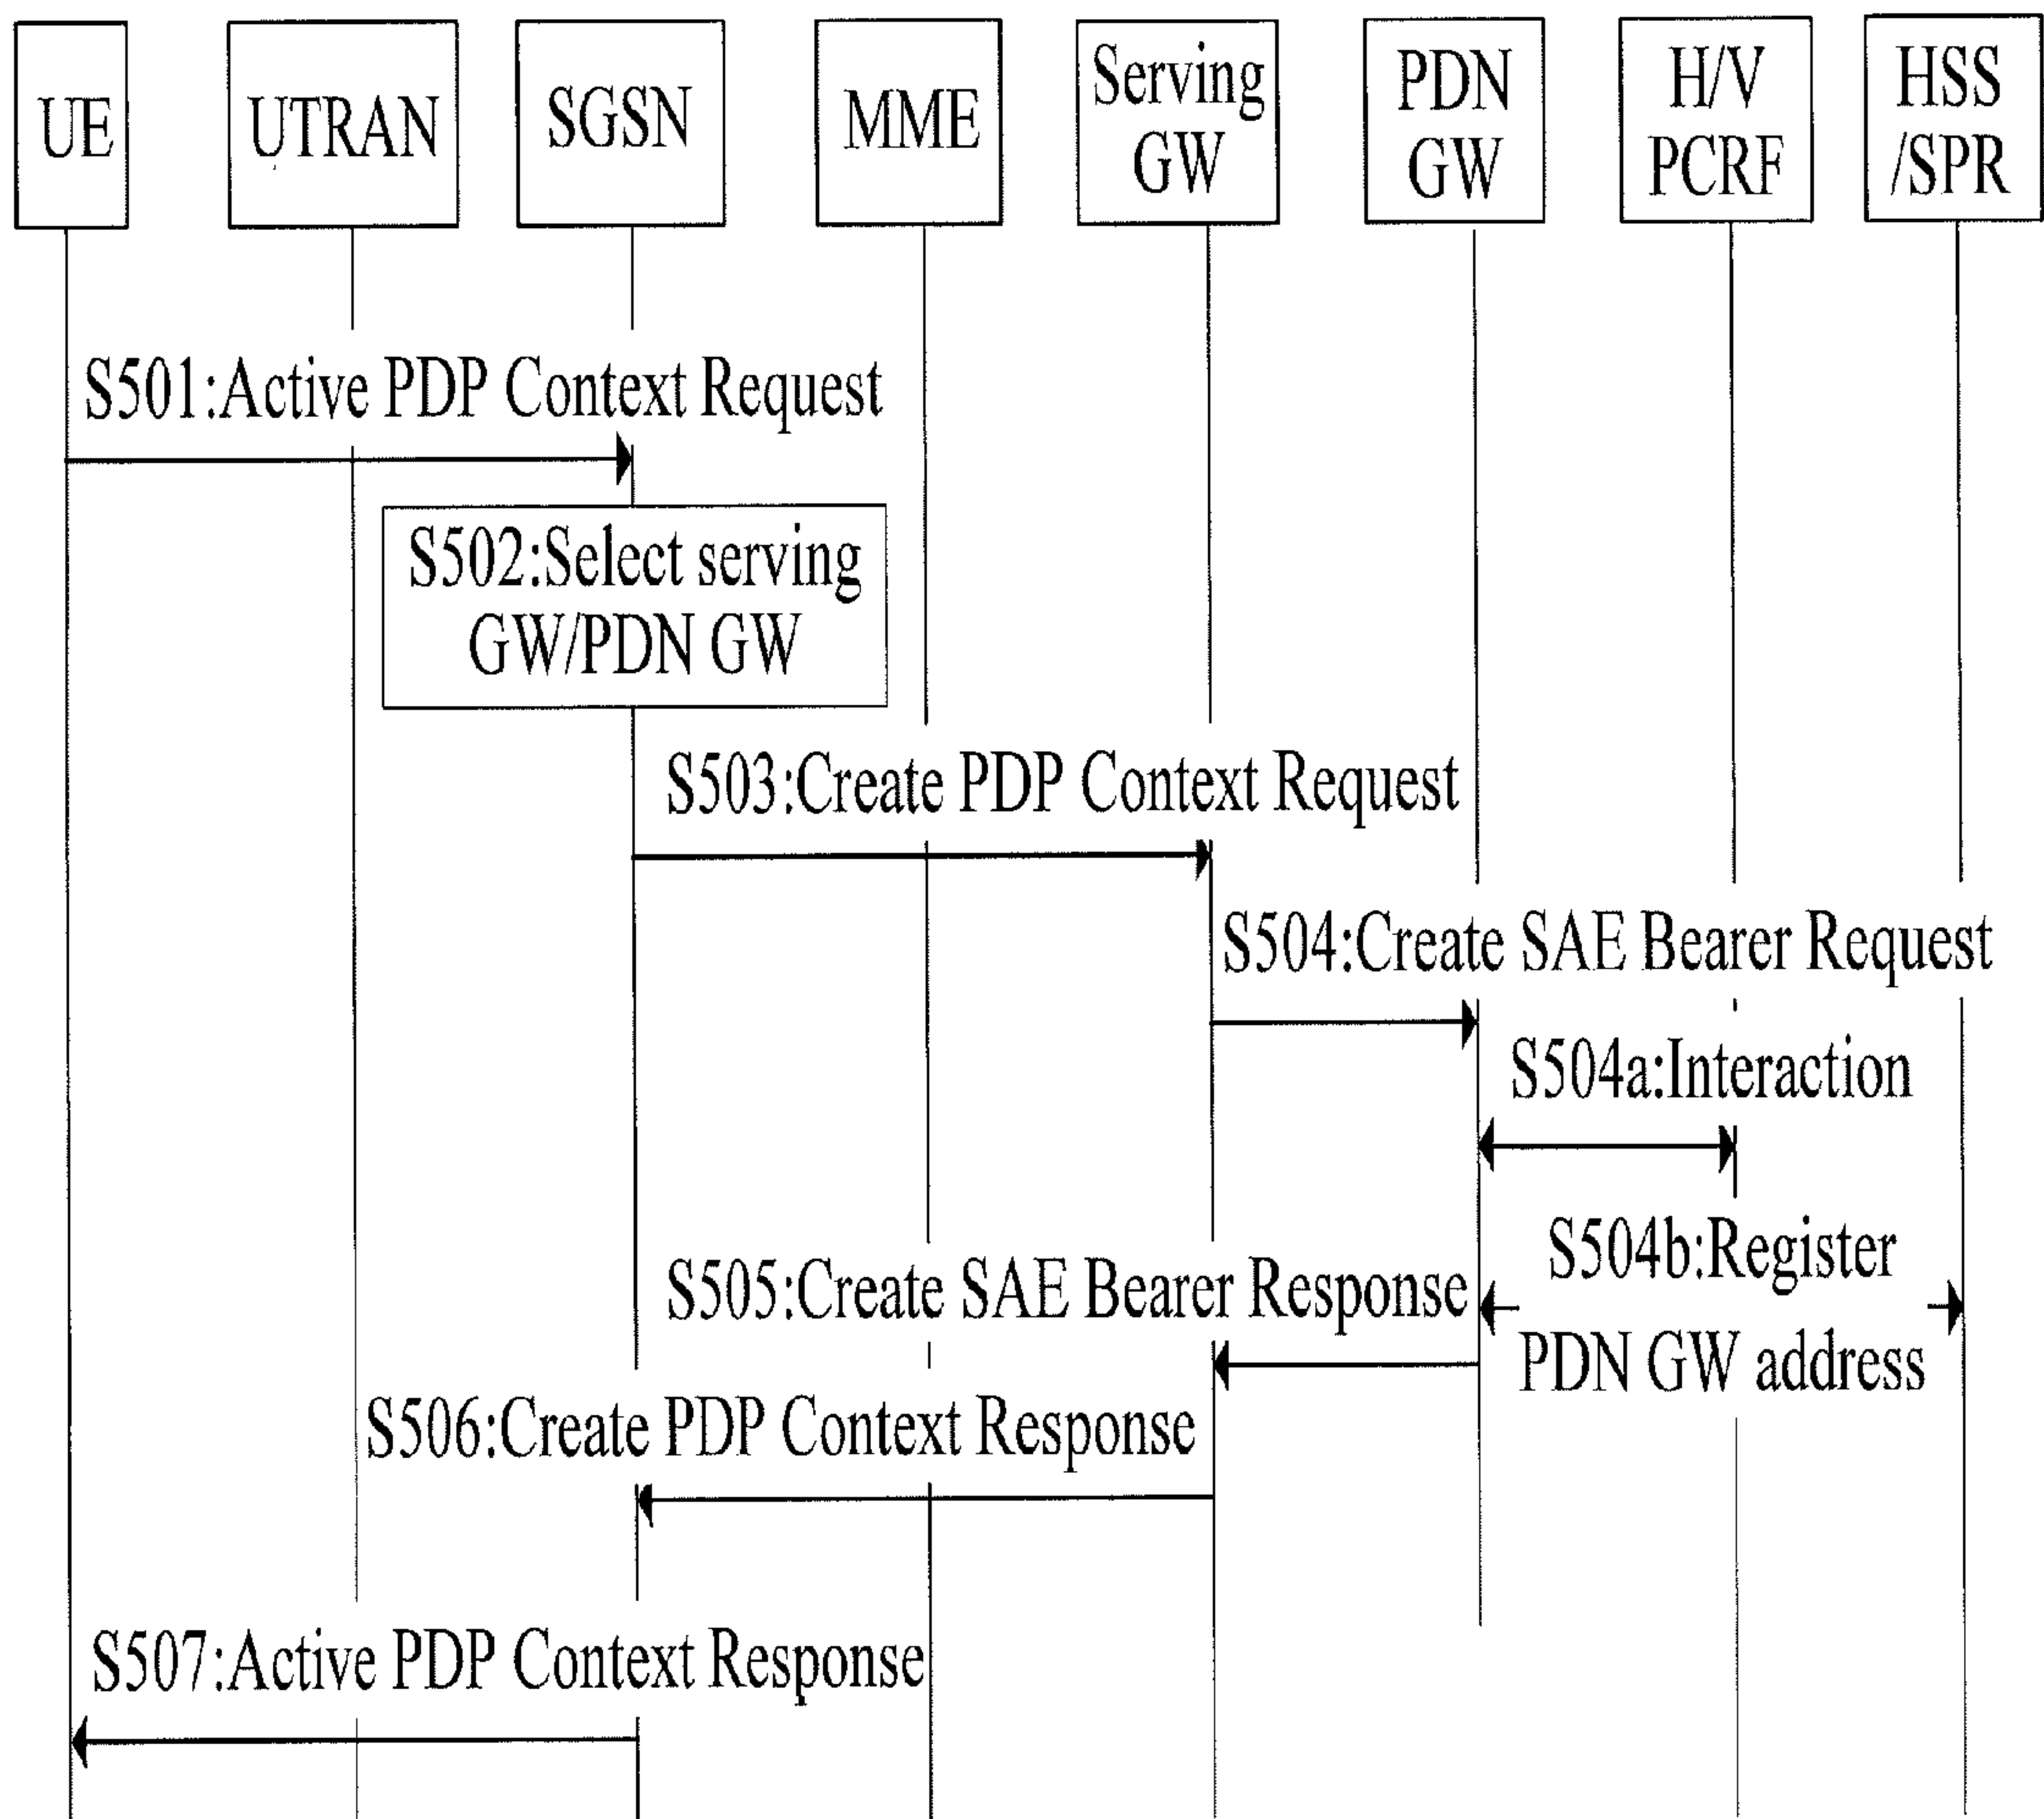 UE
UTRAN
SGSN
MME
Serving
GW
PDN
GW
H/V
PCRF
HSS
/SPR
S501:Active PDP Context Request
S502:Select serving
GW/PDN GW
S503:Create PDP Context Request
S504:Create SAE Bearer Request
S504a:Interaction
S504b:Register
PDN GW address
S505:Create SAE Bearer Response
S506:Create PDP Context Response
S507:Active PDP Context Response